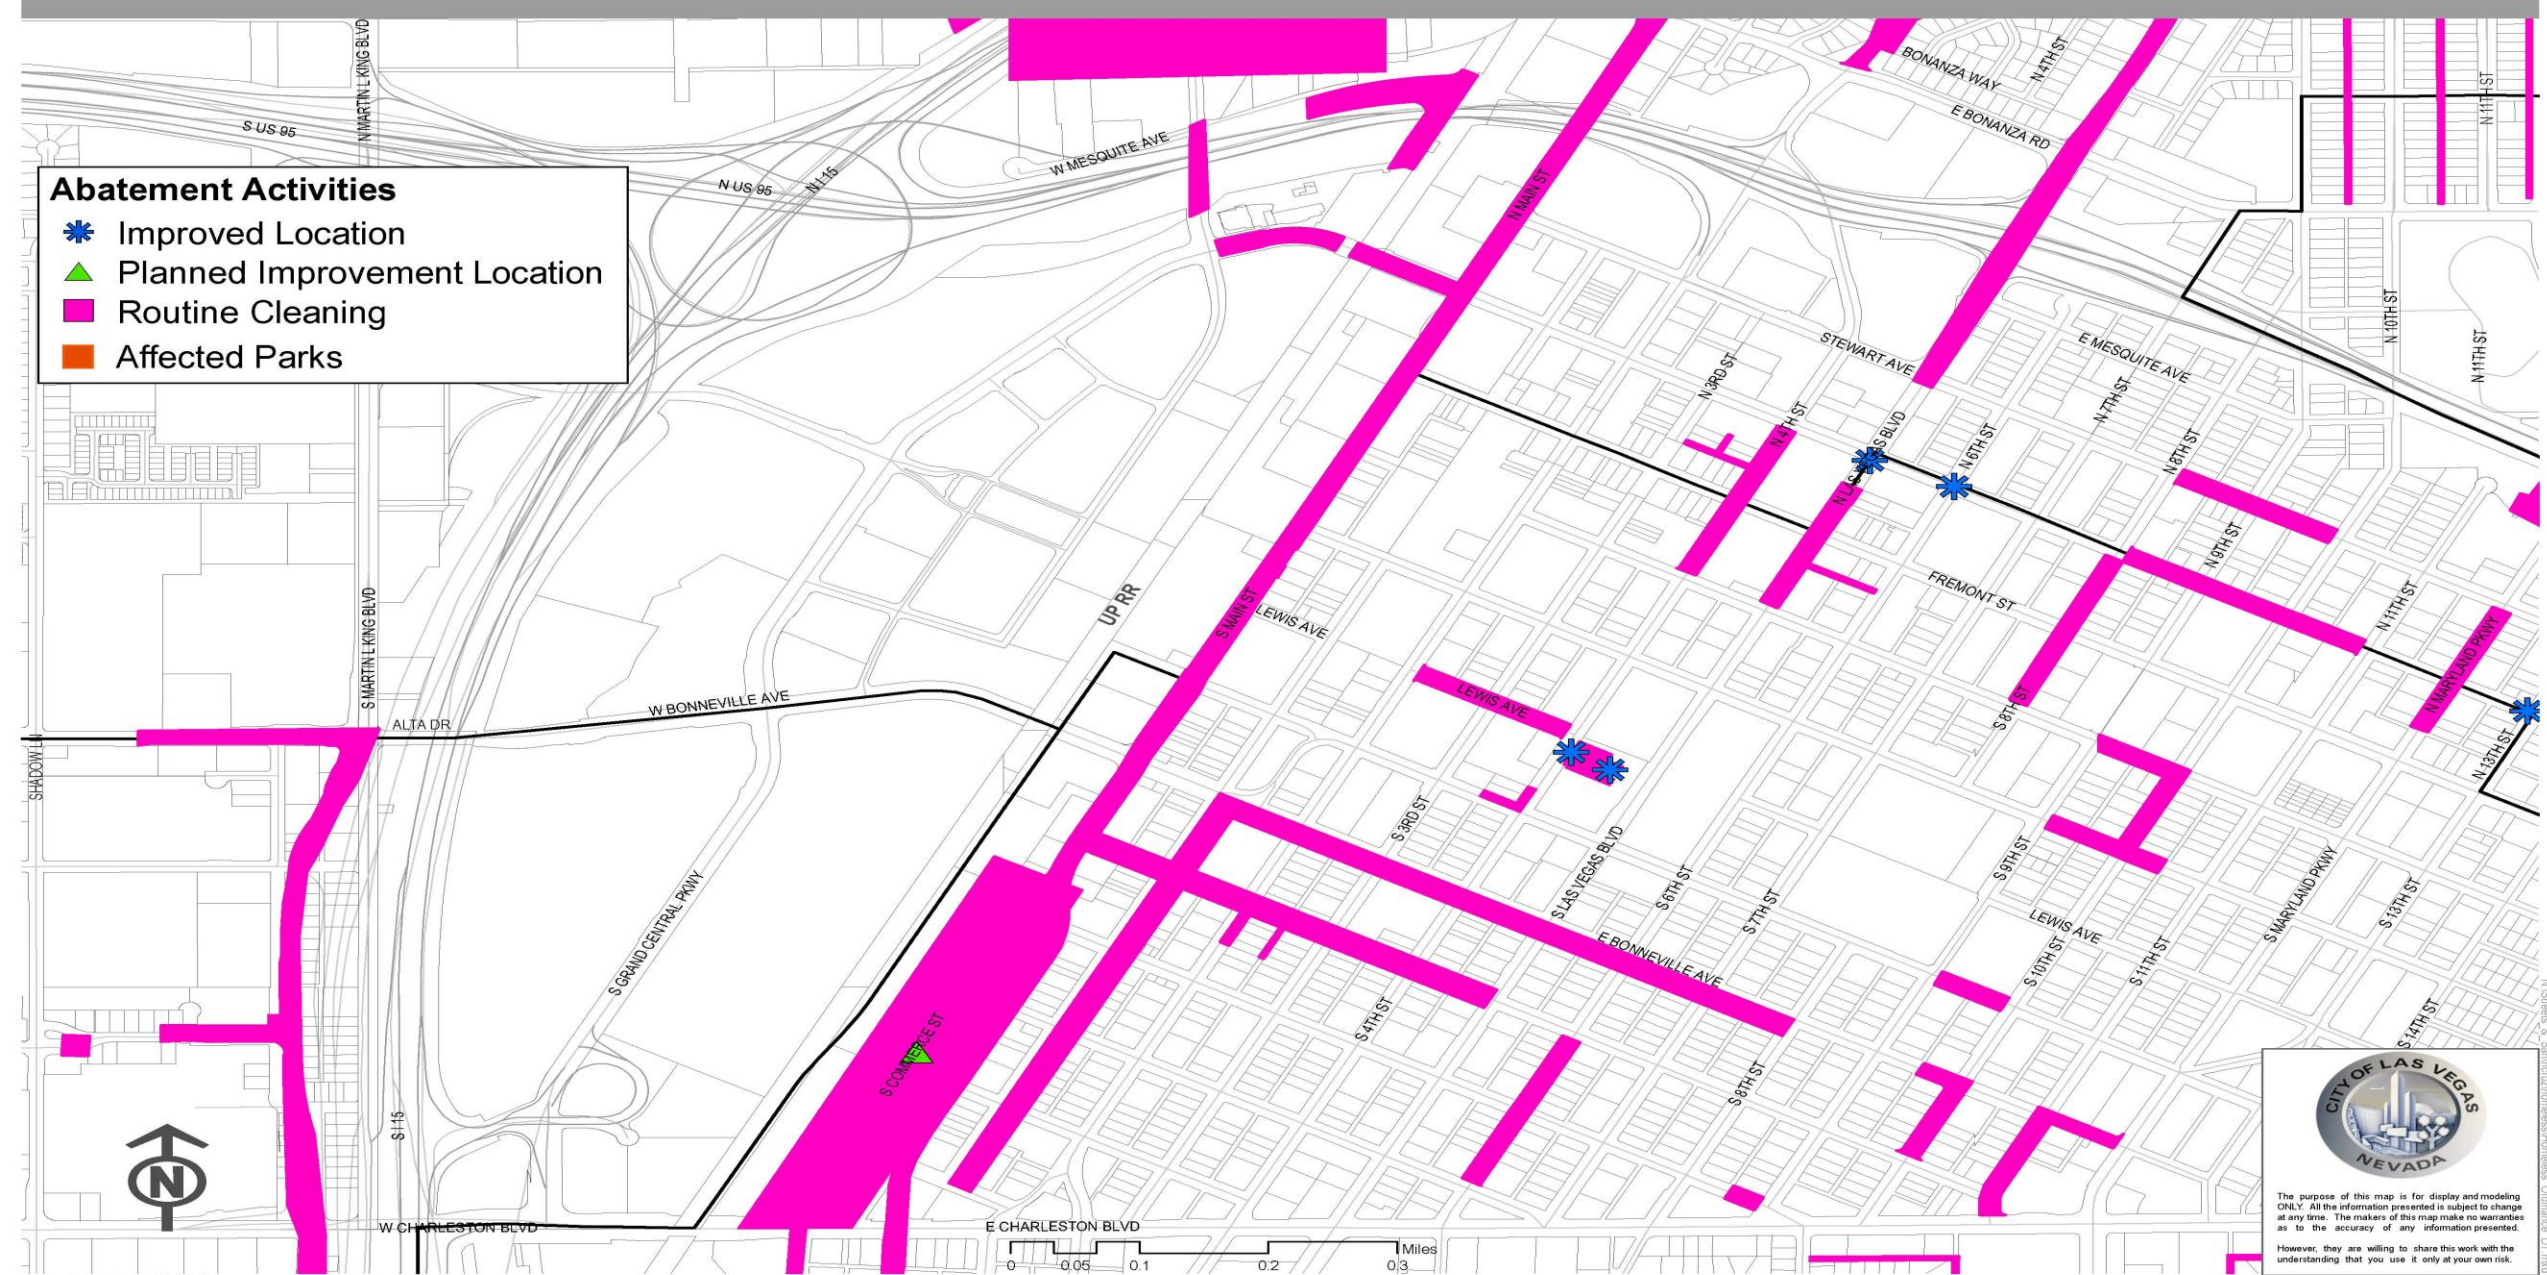 N MARTIN L KING BLVD
S US 95
N US 95
N I 15
W MESQUITE AVE
N MAIN ST
BONANZA WAY
N 4TH ST
E BONANZA RD
N 11TH ST
Abatement Activities
Improved Location
Planned Improvement Location
Routine Cleaning
Affected Parks
STEWART AVE
E MESQUITE AVE
N 10TH ST
N 11TH ST
N 3RD ST
N 4TH ST
N 6TH ST
N 7TH ST
N 8TH ST
N 9TH ST
FREMONT ST
N 11TH ST
N MARYLAND PKWY
N 13TH ST
S MARTIN L KING BLVD
UP RR
S MAIN ST
LEWIS AVE
LEWIS AVE
S 8TH ST
ALTA DR
W BONNEVILLE AVE
SHADOW LN
S 3RD ST
S LAS VEGAS BLVD
S 6TH ST
S 7TH ST
S 9TH ST
S MARYLAND PKWY
S 13TH ST
LEWIS AVE
S 10TH ST
S 11TH ST
E BONNEVILLE AVE
S GRAND CENTRAL PKWY
S COMMERCE ST
S 4TH ST
S 8TH ST
S 14TH ST
S I 15
N
W CHARLESTON BLVD
E CHARLESTON BLVD
0 0.05 0.1 0.2 0.3 Miles
CITY OF LAS VEGAS
NEVADA
The purpose of this map is for display and modeling
ONLY. All the information presented is subject to change
at any time. The makers of this map make no warranties
as to the accuracy of any information presented.
However, they are willing to share this work with the
understanding that you use it only at your own risk.